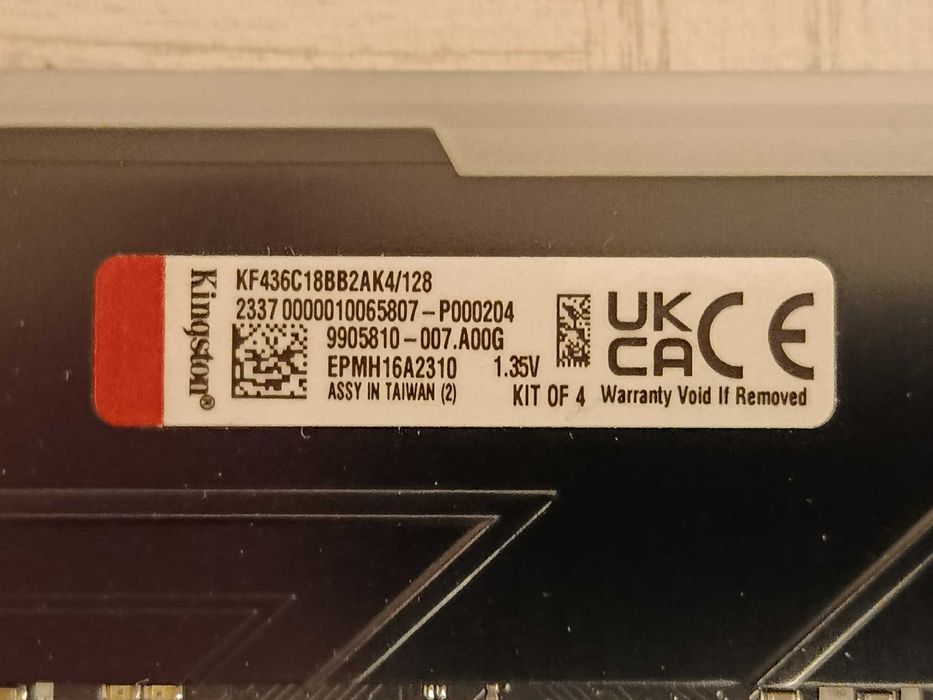 Kingston®
KF436C18BB2AK4/128
2337 0000010065807-P000204
9905810-007.A00G
EPMH16A2310 1.35V
ASSY IN TAIWAN (2) KIT OF 4
UK
CA CE
Warranty Void If Removed